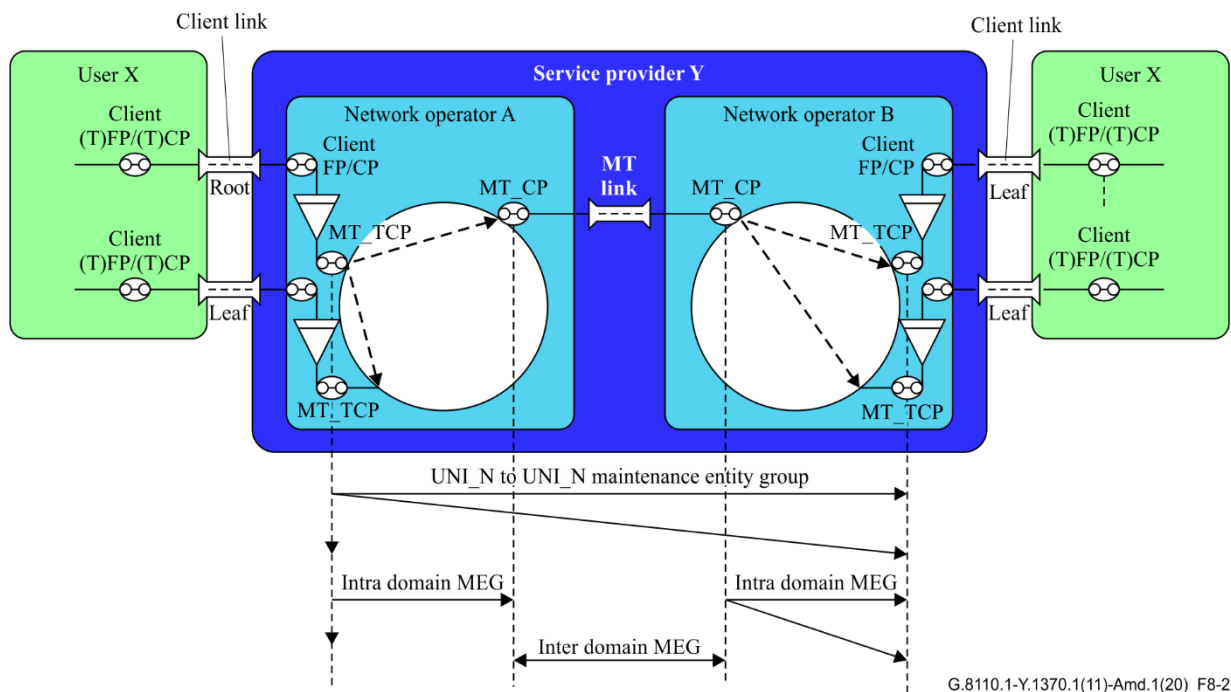 Client link
Client link
User X
Service provider Y
User X
Client
(T)FP/(T)CP
Network operator A
Network operator B
Client
(T)FP/(T)CP
Client
FP/CP
Client
FP/CP
MT
link
Root
MT_CP
MT_CP
Leaf
Client
(T)FP/(T)CP
MT_TCP
MT_TCP
Client
(T)FP/(T)CP
Leaf
Leaf
MT_TCP
MT_TCP
UNI_N to UNI_N maintenance entity group
Intra domain MEG
Intra domain MEG
Inter domain MEG
G.8110.1-Y.1370.1(11)-Amd.1(20)_F8-2